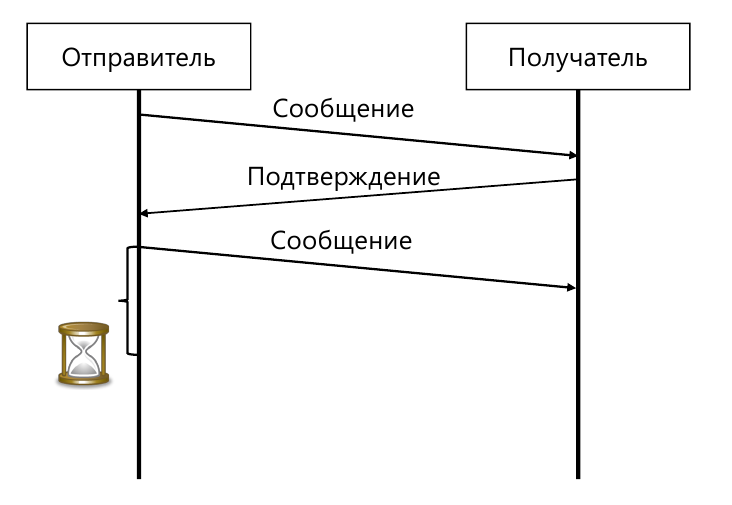 Отправитель
Получатель
Сообщение
Подтверждение
Сообщение